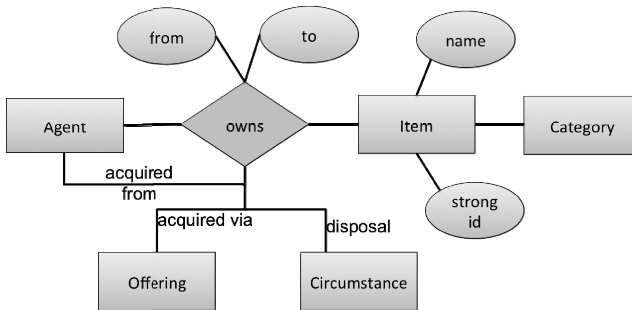 from
to
name
Agent
owns
Item
Category
acquired
from
acquired via
disposal
strong
id
Offering
Circumstance